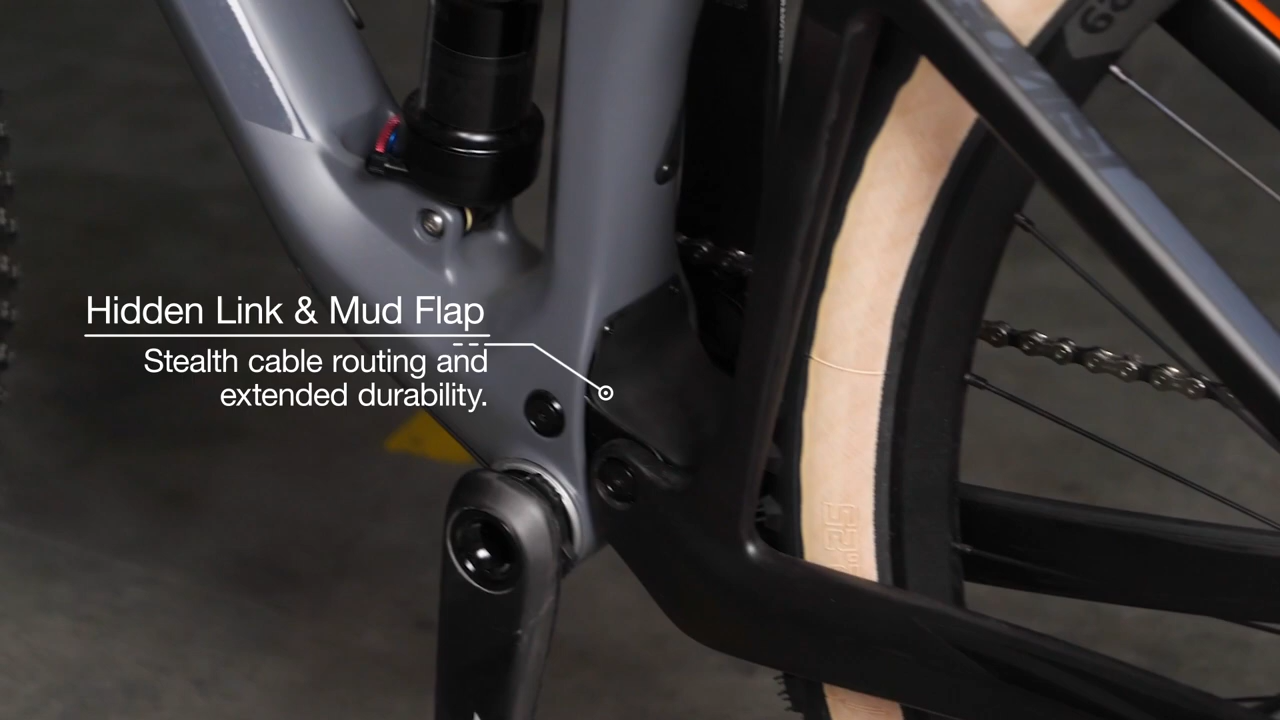 Hidden Link & Mud Flap
Stealth cable routing and
extended durability.